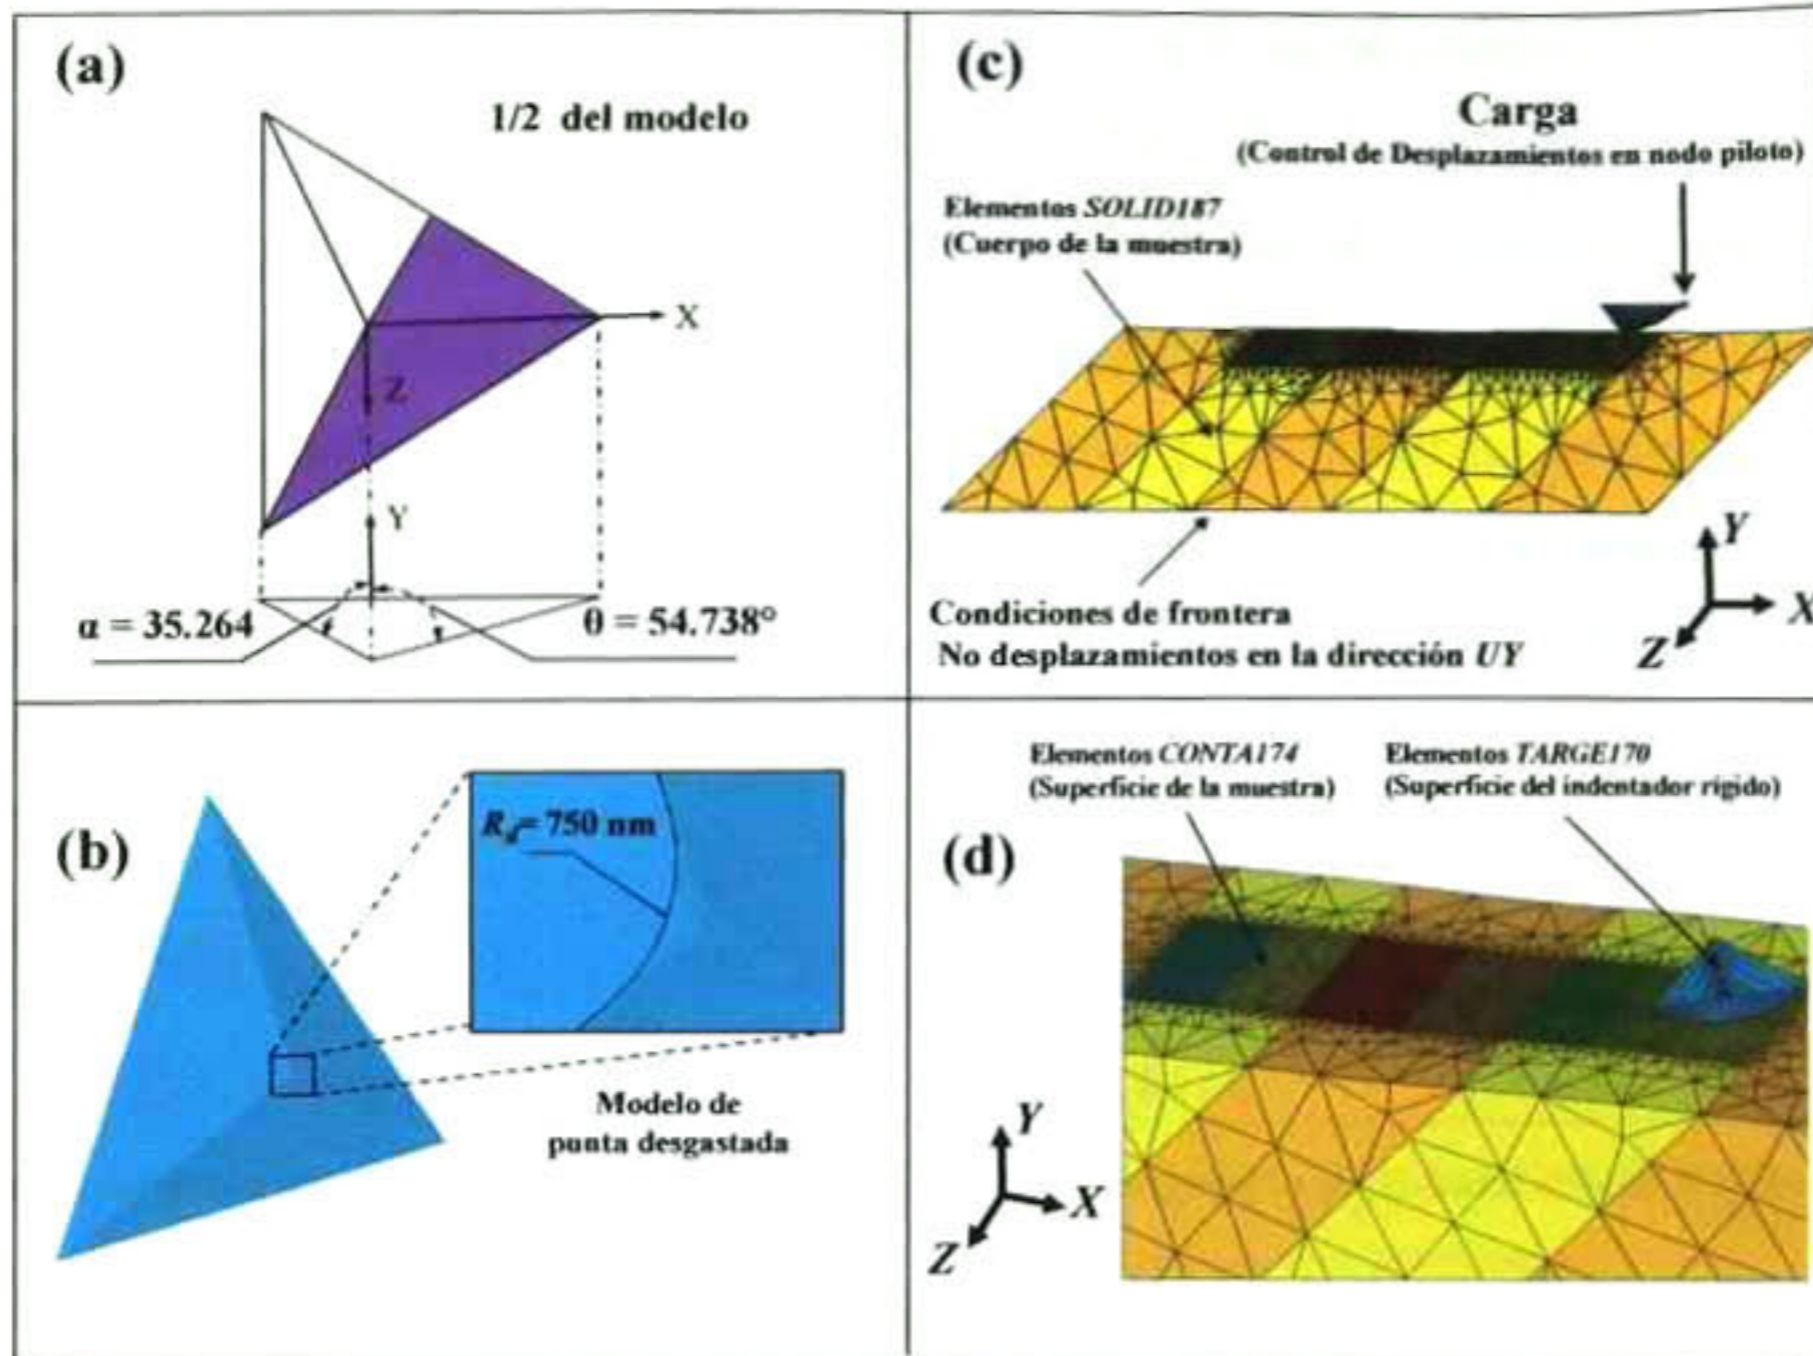 (a)
1/2 del modelo
X
Z
Y
α = 35.264
θ = 54.738°
(c)
Carga
(Control de Desplazamientos en nodo piloto)
Elementos SOLID187
(Cuerpo de la muestra)
Condiciones de frontera
No desplazamientos en la dirección UY
Y
X
Z
(b)
R_d = 750 nm
Modelo de
punta desgastada
Elementos CONTA174
(Superficie de la muestra)
Elementos TARGE170
(Superficie del indentador rígido)
(d)
Y
X
Z